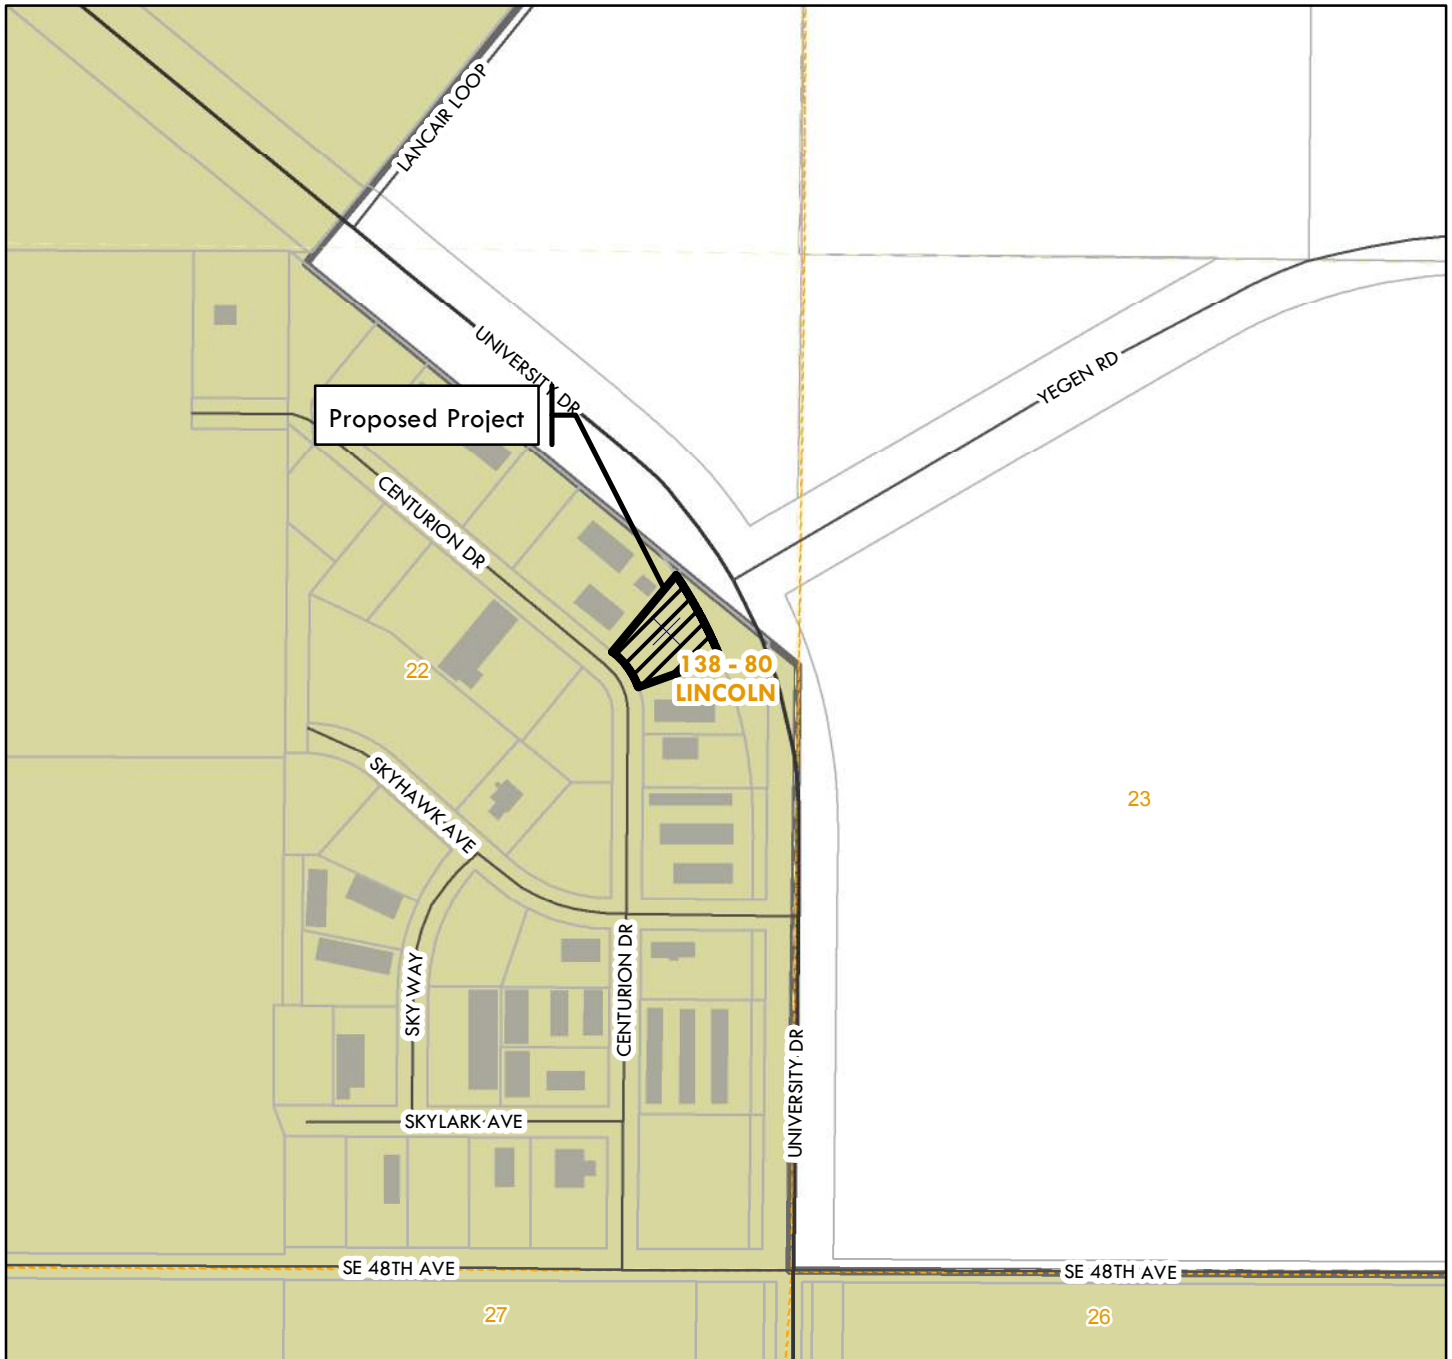 LANCAIR LOOP
UNIVERSITY DR
YEGEN RD
Proposed Project
CENTURION DR
138 - 80
LINCOLN
22
23
SKYHAWK AVE
SKY WAY
CENTURION DR
UNIVERSITY DR
SKYLARK AVE
SE 48TH AVE
SE 48TH AVE
27
26